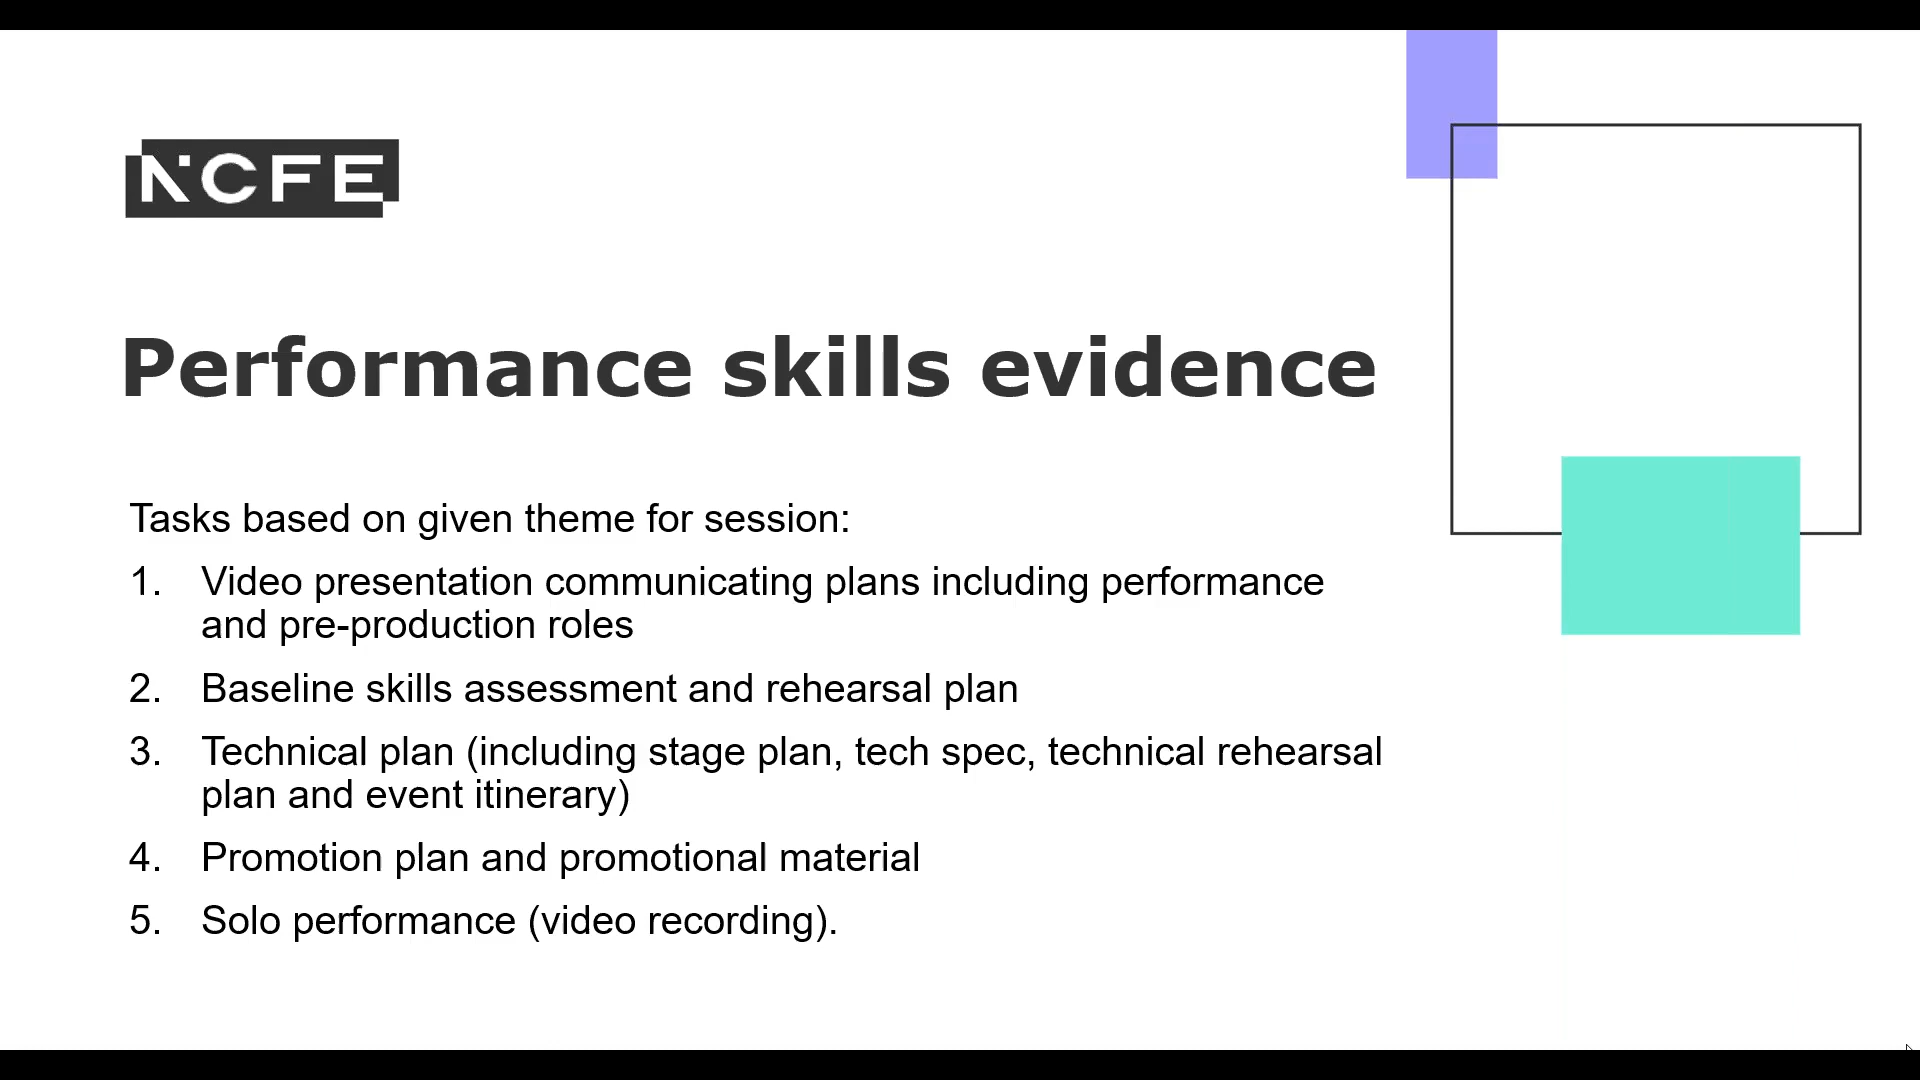 NCFE
Performance skills evidence
Tasks based on given theme for session:
1. Video presentation communicating plans including performance
and pre-production roles
2. Baseline skills assessment and rehearsal plan
3. Technical plan (including stage plan, tech spec, technical rehearsal
plan and event itinerary)
4. Promotion plan and promotional material
5. Solo performance (video recording).